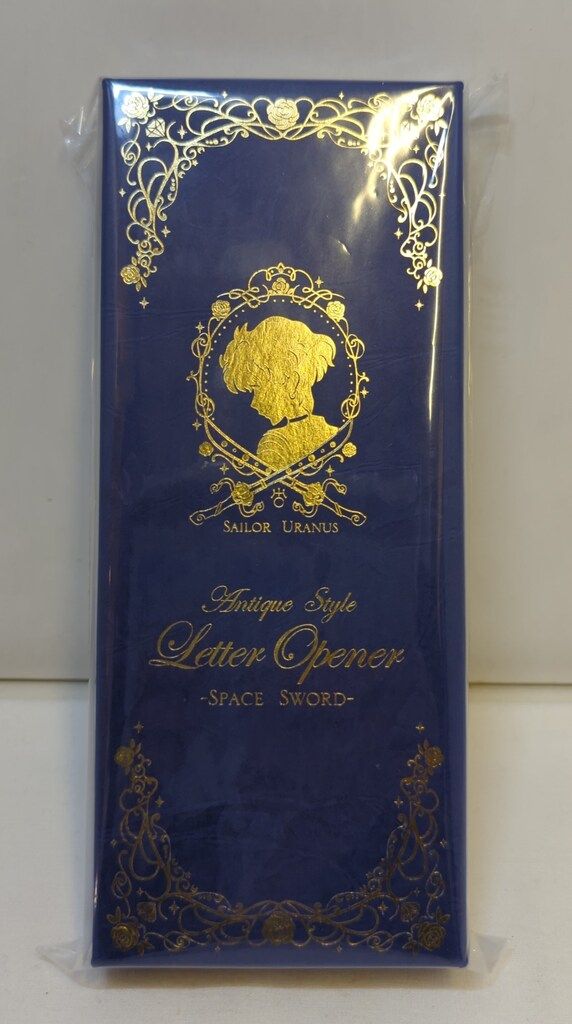 SAILOR URANUS
Antique Style
Letter Opener
-SPACE SWORD-